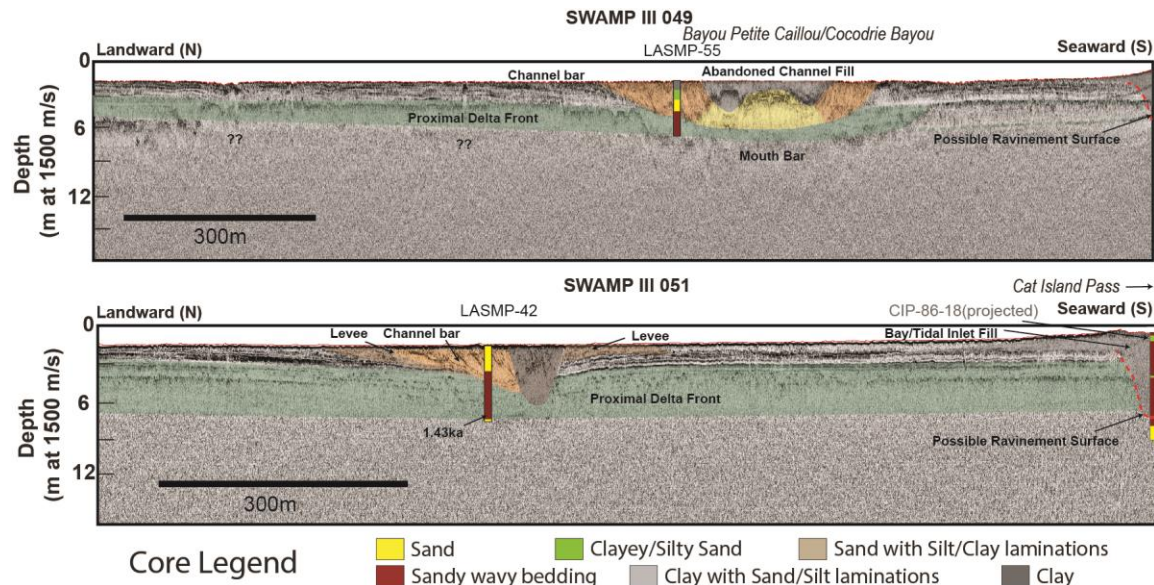 SWAMP III 049
Bayou Petite Caillou/Cocodrie Bayou
Landward (N)
LASMP-55
Seaward (S)
0
Channel bar
Abandoned Channel Fill
Proximal Delta Front
6
Possible Ravinement Surface
??
??
Mouth Bar
12
Depth
(m at 1500 m/s)
300m
SWAMP III 051
Cat Island Pass
Landward (N)
LASMP-42
CIP-86-18(projected)
Seaward (S)
0
Levee
Channel bar
Levee
Bay/Tidal Inlet Fill
6
Proximal Delta Front
1.43ka
Possible Ravinement Surface
12
Depth
(m at 1500 m/s)
300m
Core Legend
Sand
Clayey/Silty Sand
Sand with Silt/Clay laminations
Sandy wavy bedding
Clay with Sand/Silt laminations
Clay